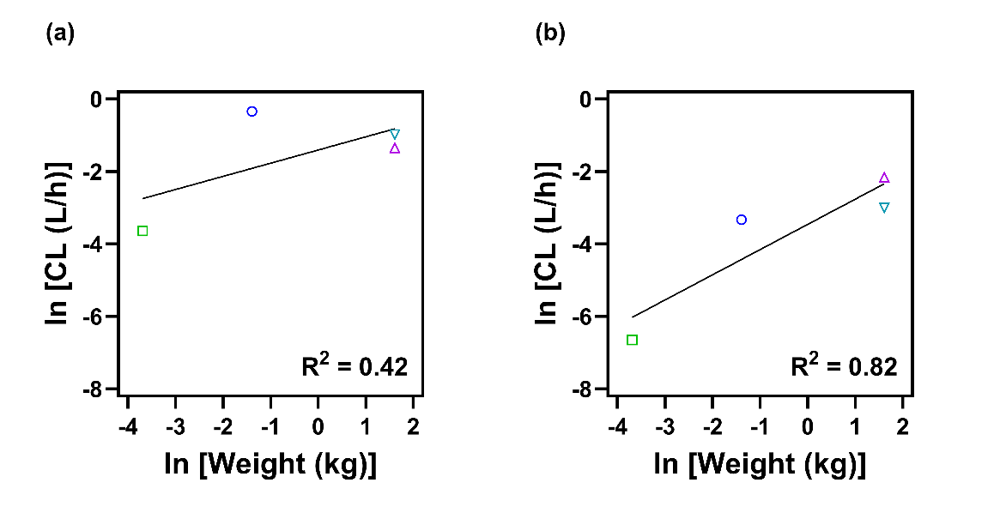 (a)
(b)
0
-2
-4
-6
-8
ln [CL (L/h)]
R² = 0.42
-4 -3 -2 -1 0 1 2
ln [Weight (kg)]
0
-2
-4
-6
-8
ln [CL (L/h)]
R² = 0.82
-4 -3 -2 -1 0 1 2
ln [Weight (kg)]